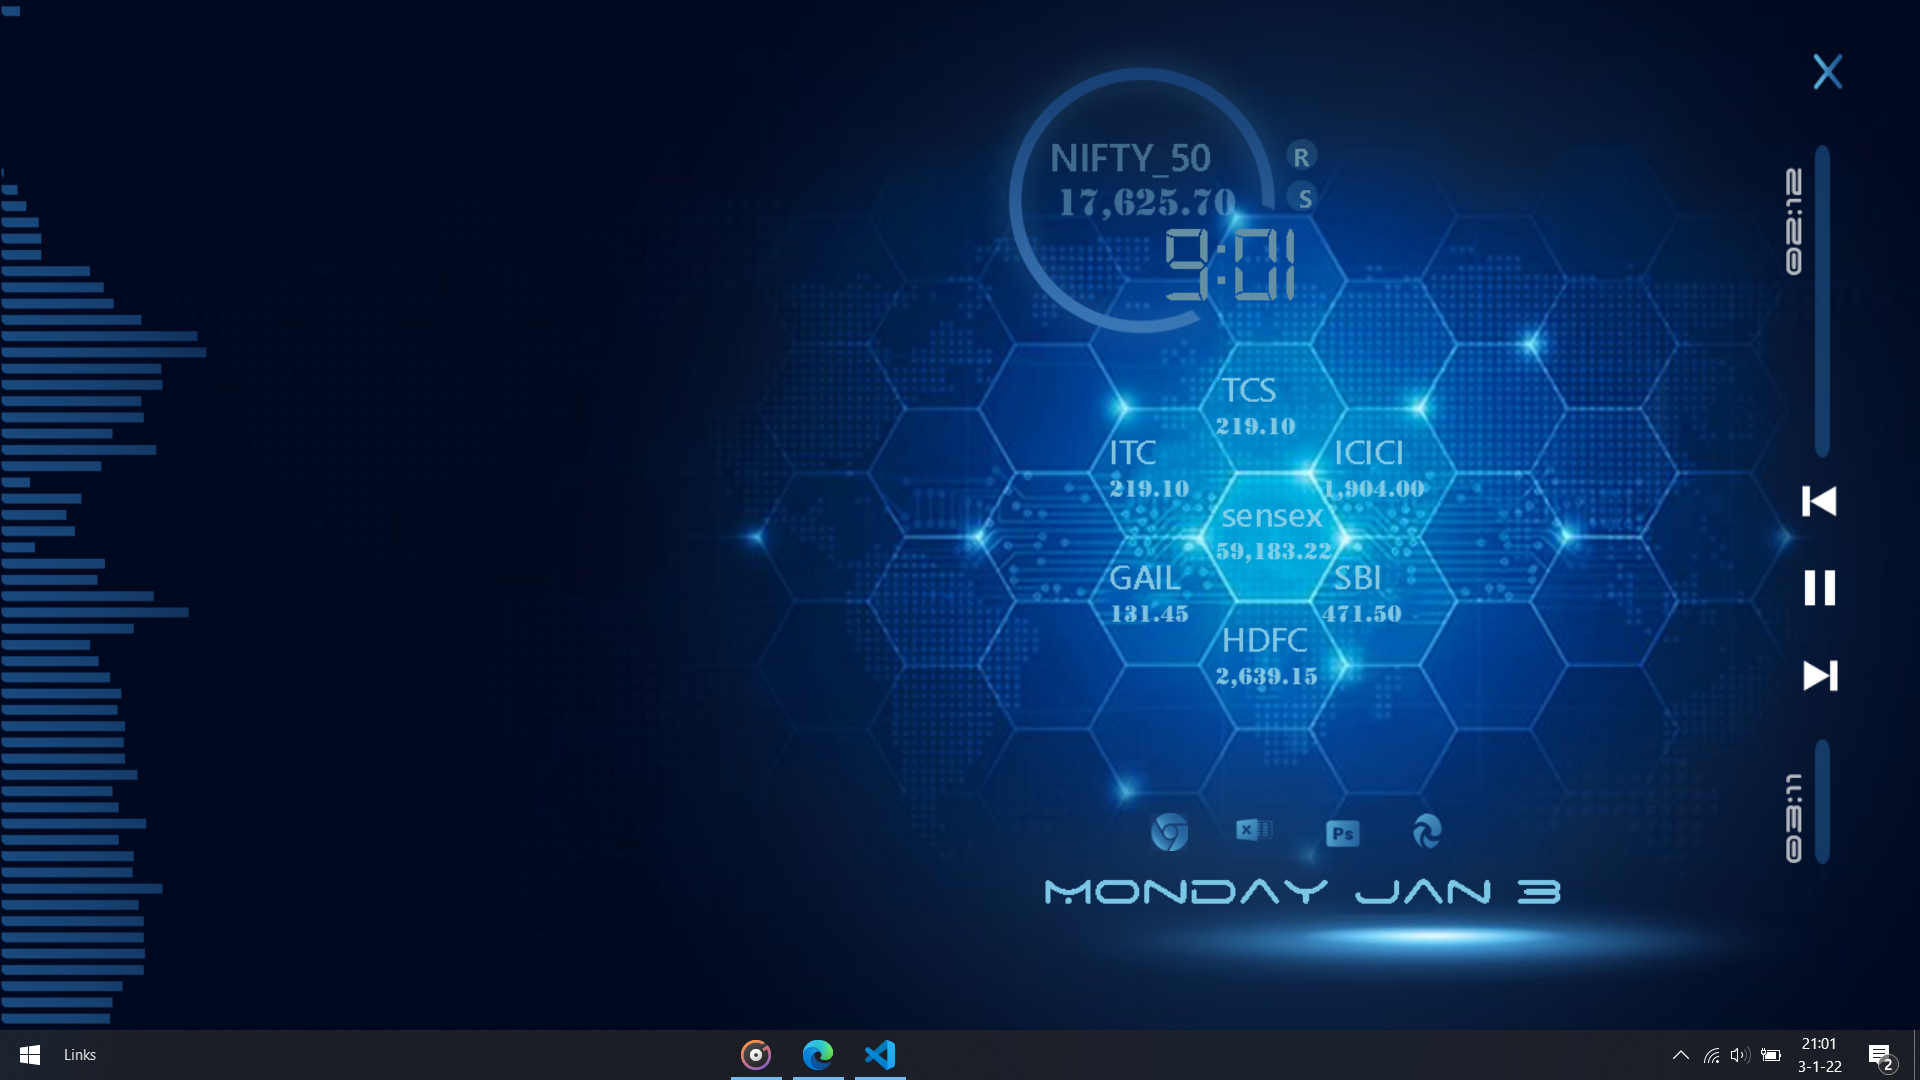 NIFTY_50
R
17,625.70
S
02:12
9:01
TCS
219.10
ITC
ICICI
219.10
1,904.00
sensex
59,183.22
GAIL
SBI
131.45
471.50
HDFC
2,639.15
03:11
X
Ps
MONDAY JAN 3
Links
21:01
3-1-22
2